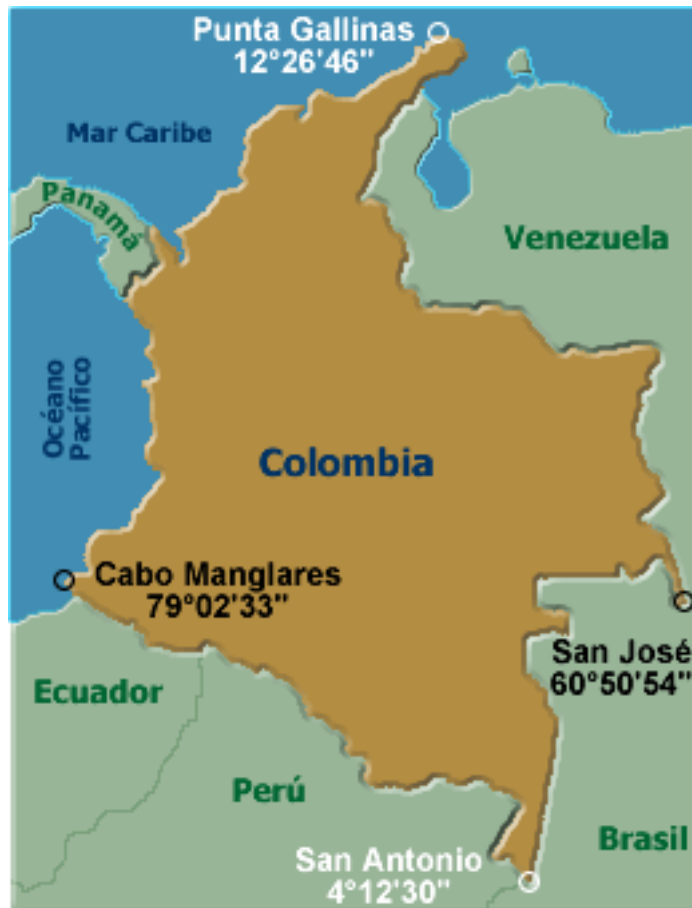 Punta Gallinas
12°26'46"
Mar Caribe
Panamá
Venezuela
Océano
Pacífico
Colombia
Cabo Manglares
79°02'33"
San José
60°50'54"
Ecuador
Perú
Brasil
San Antonio
4°12'30"